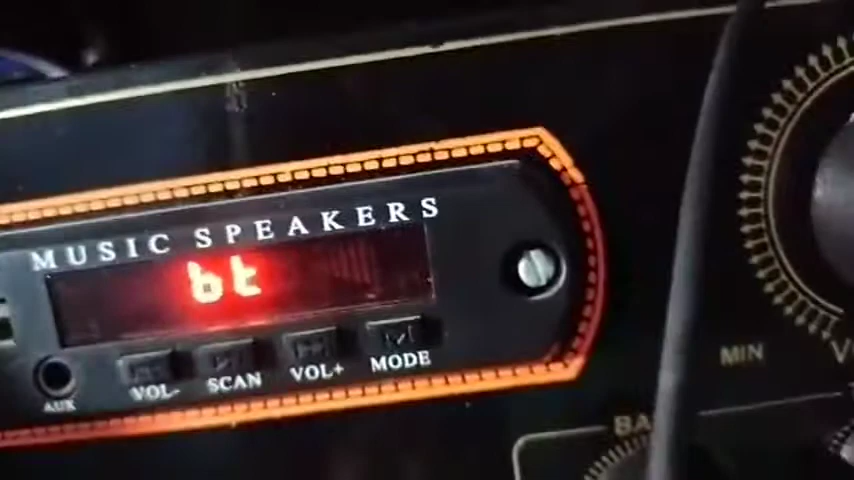 MUSIC SPEAKERS
bt
VOL- SCAN VOL+ MODE
AUX
MIN